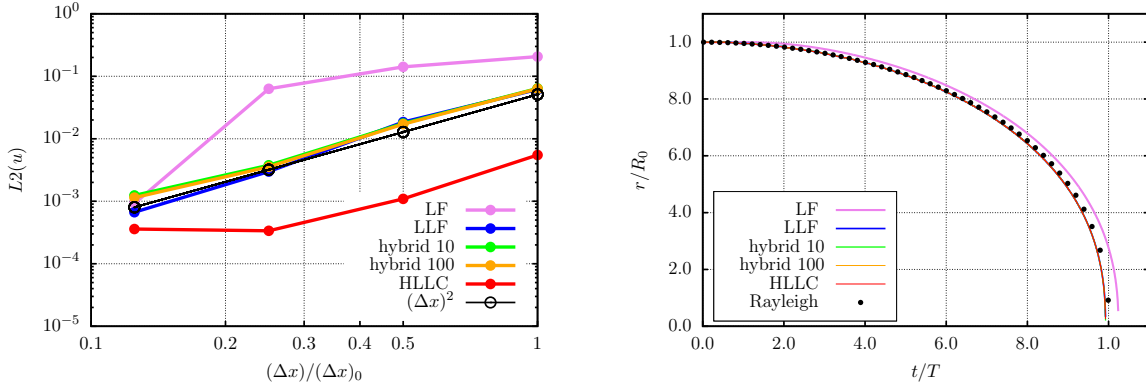 10^0
10^−1
10^−2
10^−3
10^−4
10^−5
L2(u)
0.1
0.2
0.3
0.5
1
(Δx)/(Δx)_0
LF
LLF
hybrid 10
hybrid 100
HLLC
(Δx)^2
1.0
8.0
6.0
4.0
2.0
0.0
r/R_0
0.0
2.0
4.0
6.0
8.0
1.0
t/T
LF
LLF
hybrid 10
hybrid 100
HLLC
Rayleigh